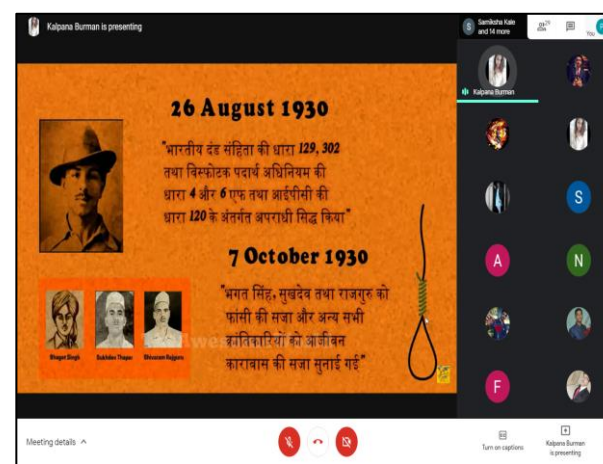 Kalpana Burman is presenting
Samiksha Kale
and 14 more
You
26 August 1930
"भारतीय दंड संहिता की धारा 129, 302
तथा विस्फोटक पदार्थ अधिनियम की
धारा 4 और 6 एफ तथा आईपीसी की
धारा 120 के अंतर्गत अपराधी सिद्ध किया"
7 October 1930
"भगत सिंह, सुखदेव तथा राजगुरु को
फांसी की सजा और अन्य सभी
क्रांतिकारियों को आजीवन
कारावास की सजा सुनाई गई"
Bhagat Singh
Sukhdev Thapar
Shivaram Rajguru
Kalpana Burman
S
S
A
N
F
Meeting details
Turn on captions
Kalpana Burman
is presenting